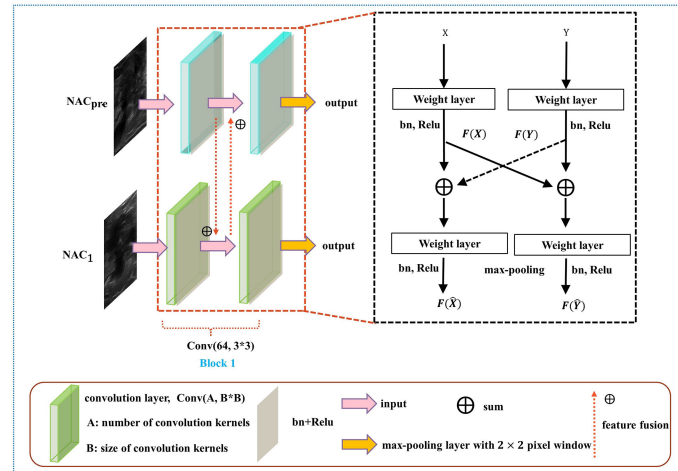 NACpre
output
NAC1
output
Conv(64, 3*3)
Block 1
X
Y
Weight layer
Weight layer
bn, Relu
F(X)
F(Y)
bn, Relu
Weight layer
Weight layer
bn, Relu
max-pooling
bn, Relu
F(X̂)
F(Ŷ)
convolution layer, Conv(A, B*B)
A: number of convolution kernels
B: size of convolution kernels
bn+Relu
input
sum
max-pooling layer with 2 × 2 pixel window
feature fusion